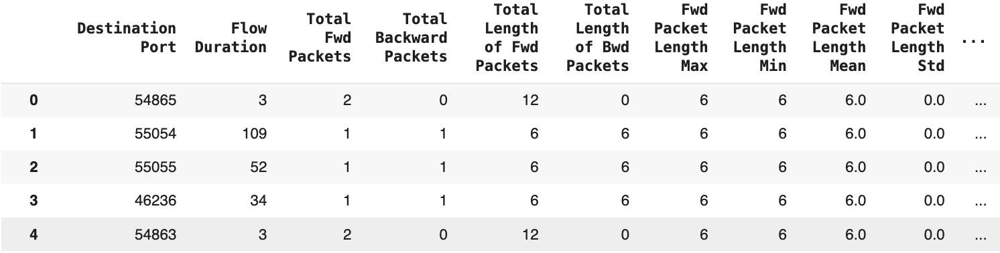 Destination Port Flow Duration Total Fwd Packets Total Backward Packets Total Length of Fwd Packets Total Length of Bwd Packets Fwd Packet Length Max Fwd Packet Length Min Fwd Packet Length Mean Fwd Packet Length Std ...
0 54865 3 2 0 12 0 6 6 6.0 0.0 ...
1 55054 109 1 1 6 6 6 6 6.0 0.0 ...
2 55055 52 1 1 6 6 6 6 6.0 0.0 ...
3 46236 34 1 1 6 6 6 6 6.0 0.0 ...
4 54863 3 2 0 12 0 6 6 6.0 0.0 ...